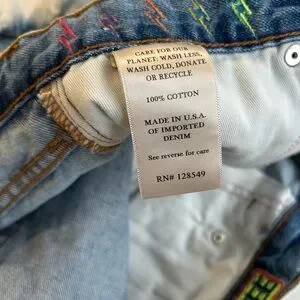 CARE FOR OUR
PLANET: WASH LESS,
WASH COLD, DONATE
OR RECYCLE
100% COTTON
MADE IN U.S.A.
OF IMPORTED
DENIM
See reverse for care
RN# 128549